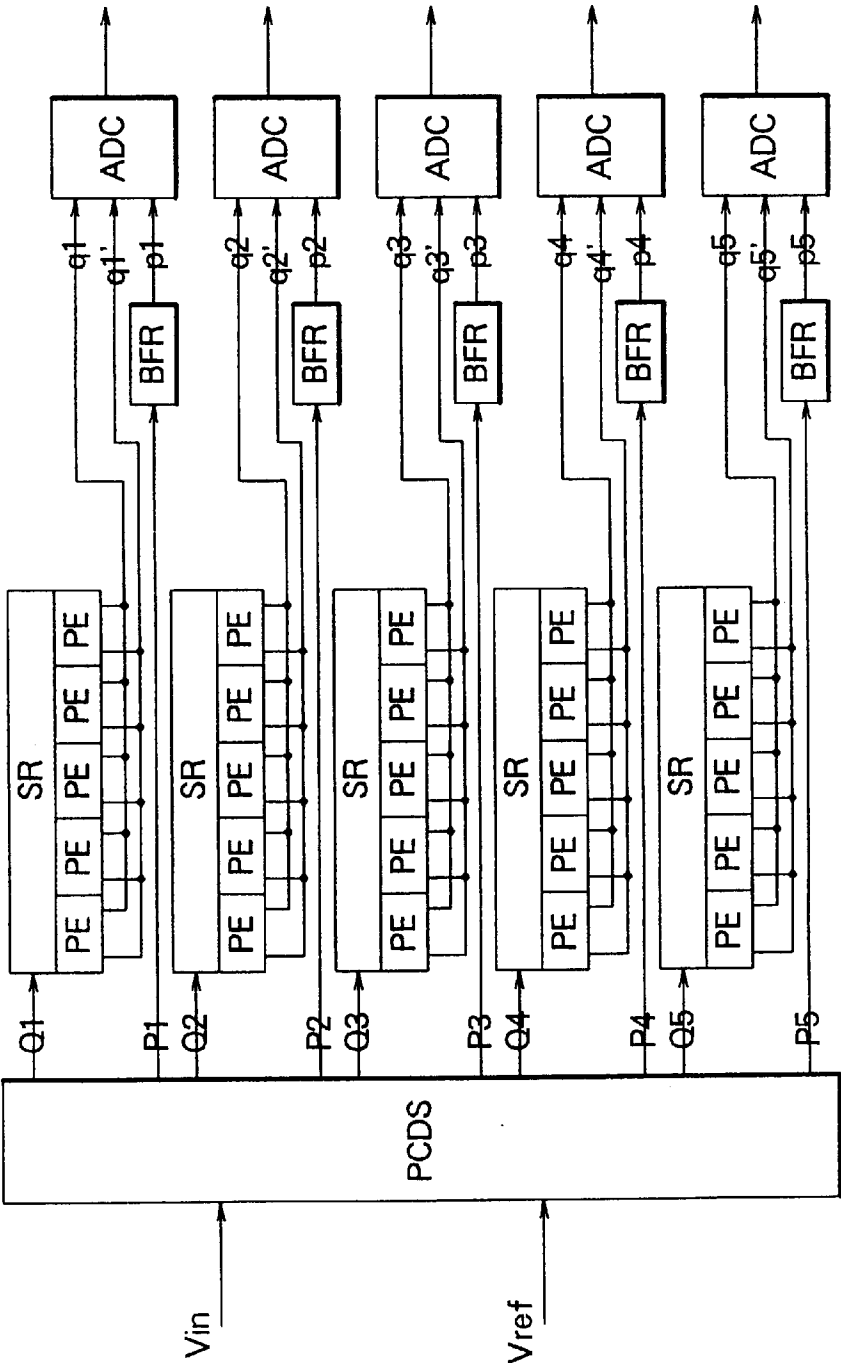 ADC
ADC
ADC
ADC
ADC
q1
q1'
p1
q2
q2'
p2
q3
q3'
p3
q4
q4'
p4
q5
q5'
p5
BFR
BFR
BFR
BFR
BFR
SR
PE PE PE PE PE
SR
PE PE PE PE PE
SR
PE PE PE PE PE
SR
PE PE PE PE PE
SR
PE PE PE PE PE
Q1
P1
Q2
P2
Q3
P3
Q4
P4
Q5
P5
PCDS
Vin
Vref